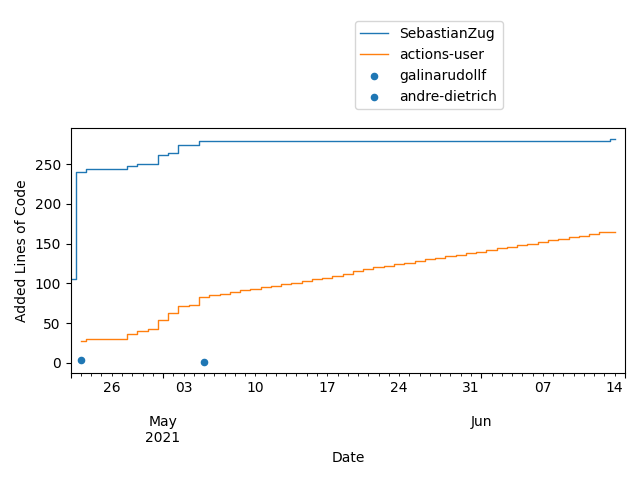 SebastianZug
actions-user
galinarudollf
andre-dietrich
Added Lines of Code
250
200
150
100
50
0
26 03 10 17 24 31 07 14
May Jun
2021
Date